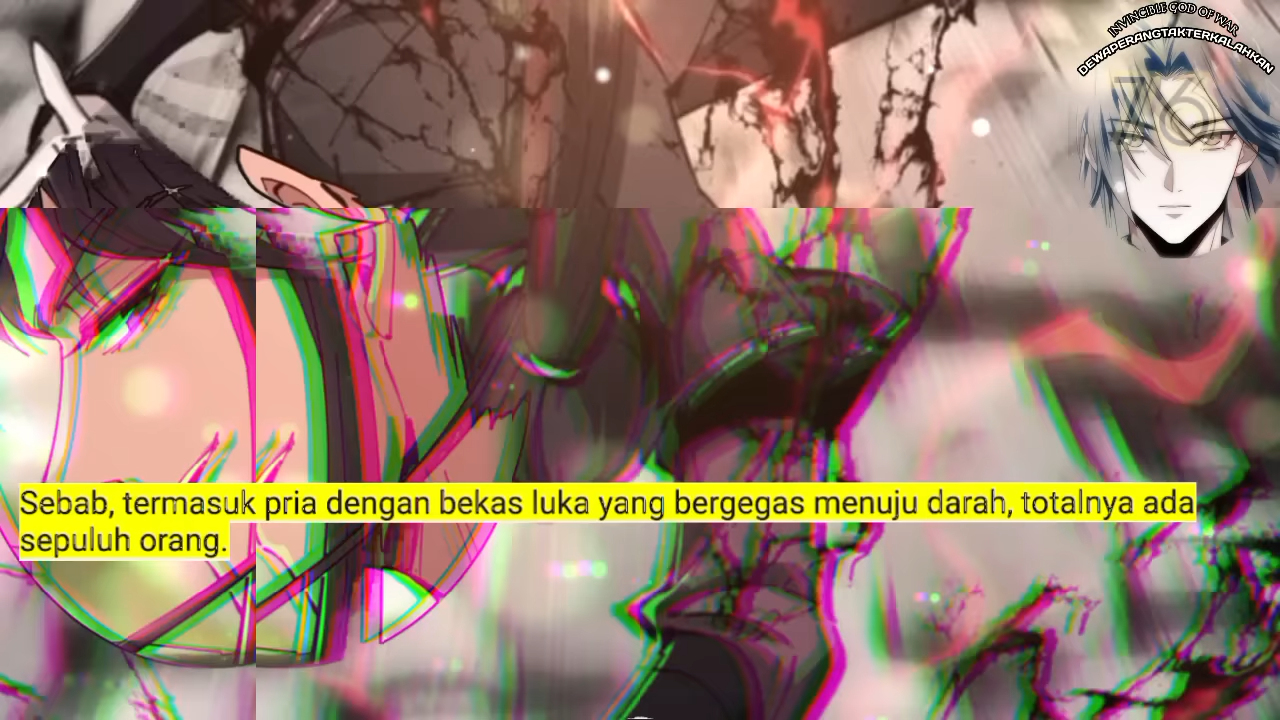 INVINCIBLE GOD OF WAR
DEWAPERANGTAKTERKALAHKAN
76
Sebab, termasuk pria dengan bekas luka yang bergegas menuju darah, totalnya ada
sepuluh orang.